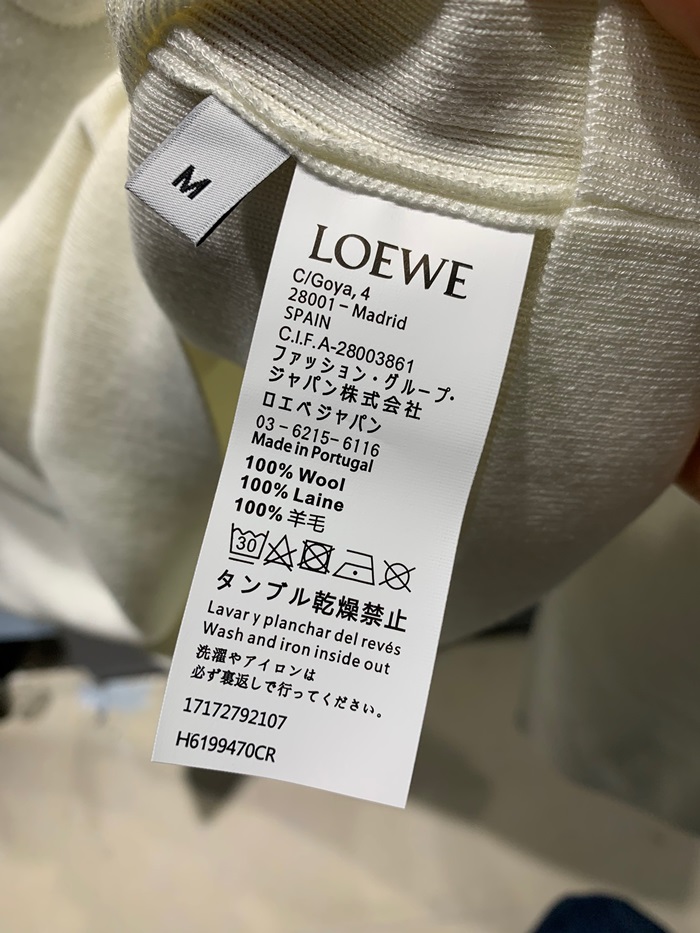 M
LOEWE
C/Goya, 4
28001 – Madrid
SPAIN
C.I.F. A-28003861
ファッション・グループ・
ジャパン株式会社
ロエベジャパン
03 – 6215 – 6116
Made in Portugal
100% Wool
100% Laine
100% 羊毛
30
タンブル乾燥禁止
Lavar y planchar del revés
Wash and iron inside out
洗濯やアイロンは
必ず裏返しで行ってください。
17172792107
H6199470CR